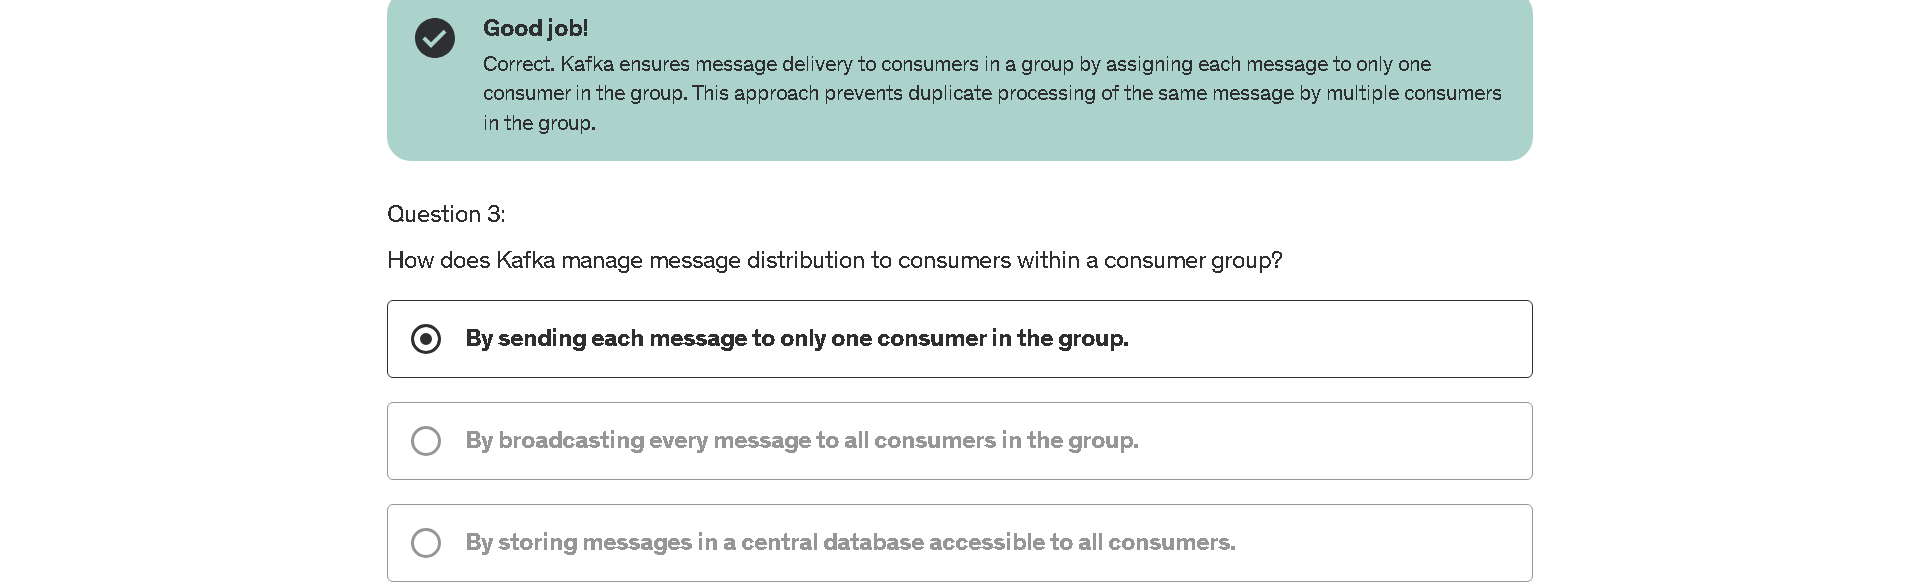 Good job!
Correct. Kafka ensures message delivery to consumers in a group by assigning each message to only one
consumer in the group. This approach prevents duplicate processing of the same message by multiple consumers
in the group.
Question 3:
How does Kafka manage message distribution to consumers within a consumer group?
By sending each message to only one consumer in the group.
By broadcasting every message to all consumers in the group.
By storing messages in a central database accessible to all consumers.